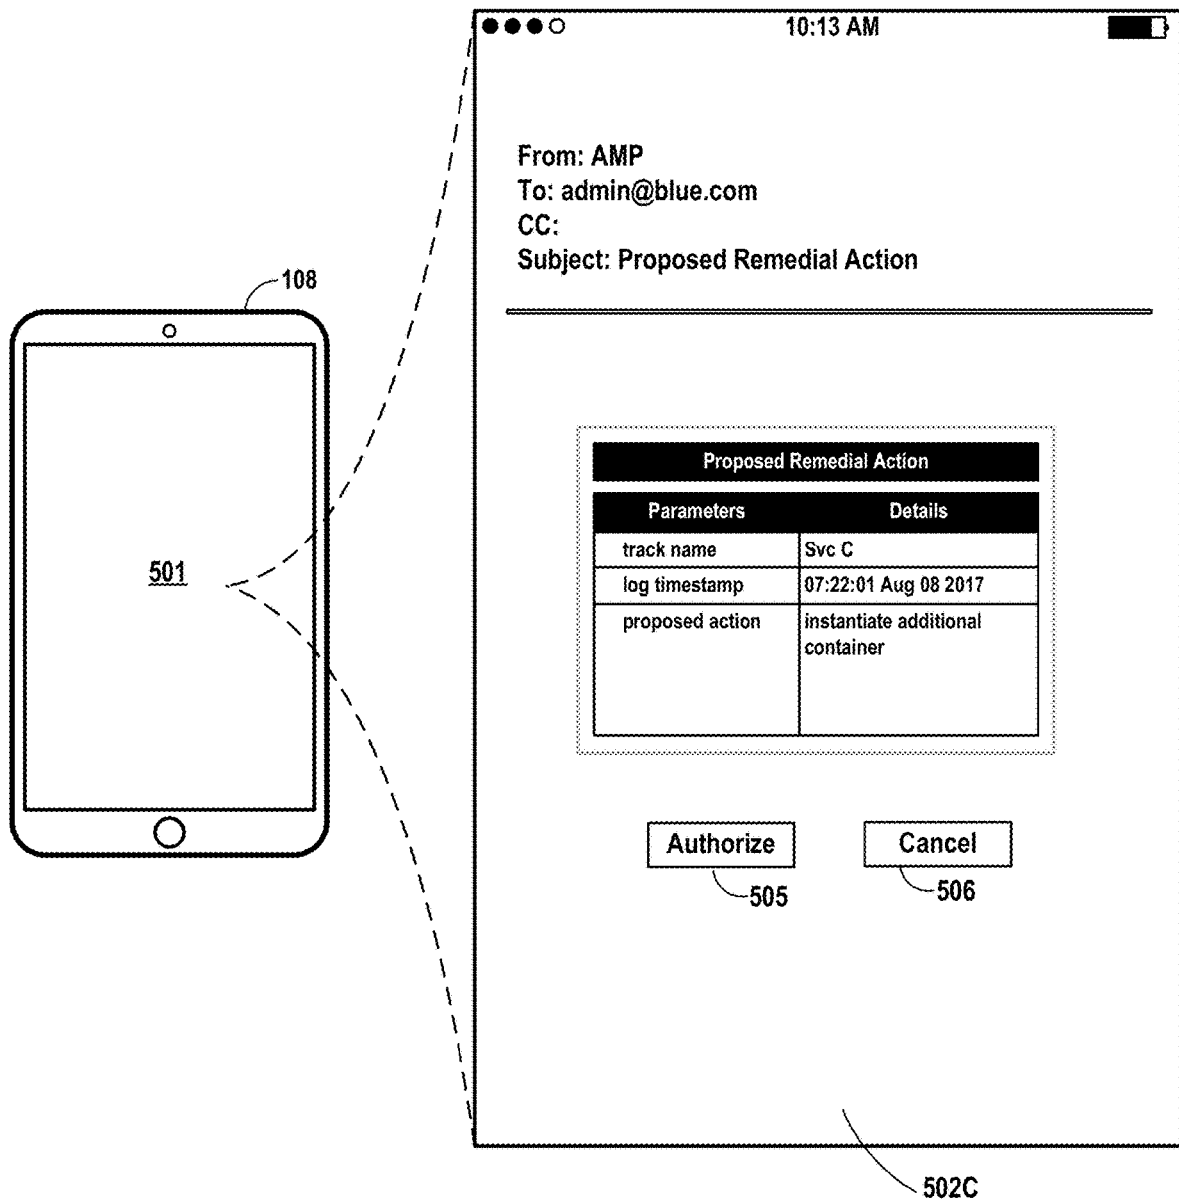 10:13 AM
From: AMP
To: admin@blue.com
CC:
Subject: Proposed Remedial Action
108
501
Proposed Remedial Action
Parameters Details
track name Svc C
log timestamp 07:22:01 Aug 08 2017
proposed action instantiate additional
container
Authorize Cancel
505 506
502C